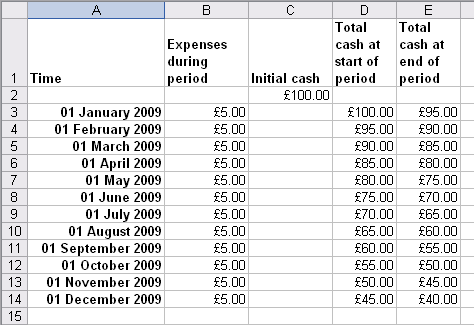 A B C D E
1 Time Expenses during period Initial cash Total cash at start of period Total cash at end of period
2 £100.00
3 01 January 2009 £5.00 £100.00 £95.00
4 01 February 2009 £5.00 £95.00 £90.00
5 01 March 2009 £5.00 £90.00 £85.00
6 01 April 2009 £5.00 £85.00 £80.00
7 01 May 2009 £5.00 £80.00 £75.00
8 01 June 2009 £5.00 £75.00 £70.00
9 01 July 2009 £5.00 £70.00 £65.00
10 01 August 2009 £5.00 £65.00 £60.00
11 01 September 2009 £5.00 £60.00 £55.00
12 01 October 2009 £5.00 £55.00 £50.00
13 01 November 2009 £5.00 £50.00 £45.00
14 01 December 2009 £5.00 £45.00 £40.00
15